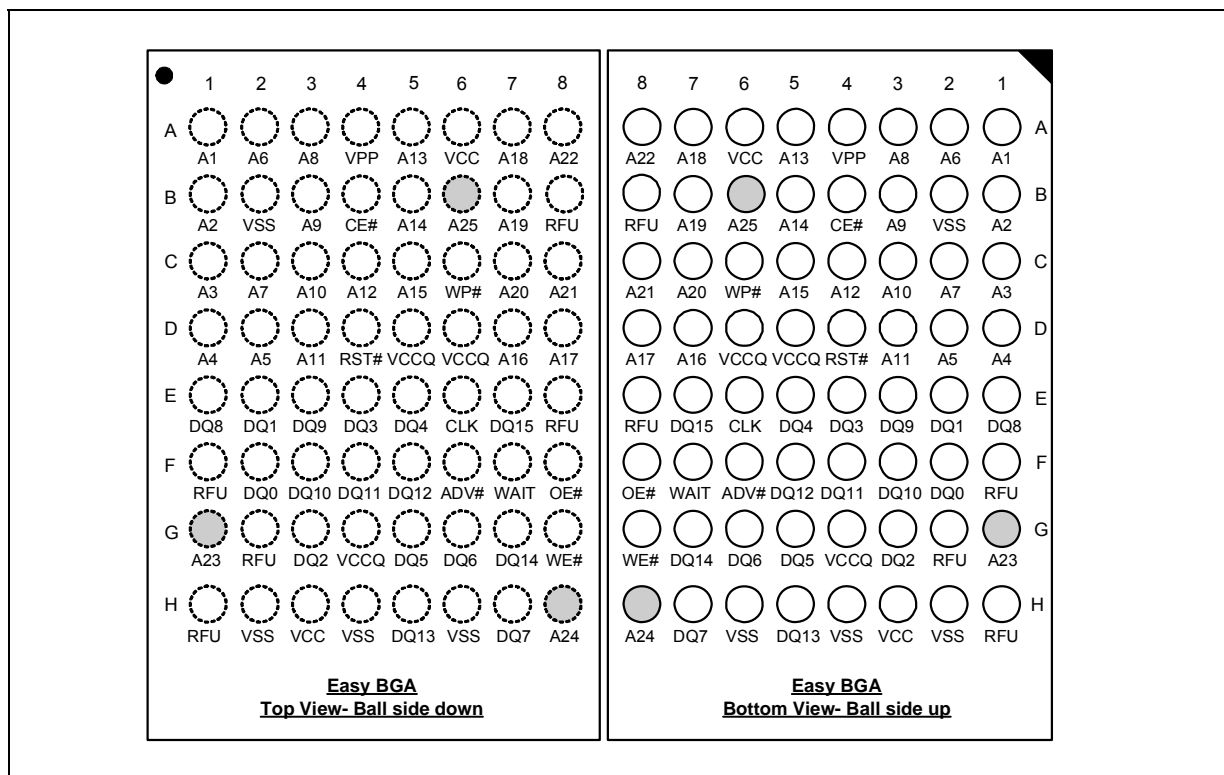 1 2 3 4 5 6 7 8
A
A1 A6 A8 VPP A13 VCC A18 A22
B
A2 VSS A9 CE# A14 A25 A19 RFU
C
A3 A7 A10 A12 A15 WP# A20 A21
D
A4 A5 A11 RST# VCCQ VCCQ A16 A17
E
DQ8 DQ1 DQ9 DQ3 DQ4 CLK DQ15 RFU
F
RFU DQ0 DQ10 DQ11 DQ12 ADV# WAIT OE#
G
A23 RFU DQ2 VCCQ DQ5 DQ6 DQ14 WE#
H
RFU VSS VCC VSS DQ13 VSS DQ7 A24
Easy BGA
Top View- Ball side down
8 7 6 5 4 3 2 1
A
A22 A18 VCC A13 VPP A8 A6 A1
B
RFU A19 A25 A14 CE# A9 VSS A2
C
A21 A20 WP# A15 A12 A10 A7 A3
D
A17 A16 VCCQ VCCQ RST# A11 A5 A4
E
RFU DQ15 CLK DQ4 DQ3 DQ9 DQ1 DQ8
F
OE# WAIT ADV# DQ12 DQ11 DQ10 DQ0 RFU
G
WE# DQ14 DQ6 DQ5 VCCQ DQ2 RFU A23
H
A24 DQ7 VSS DQ13 VSS VCC VSS RFU
Easy BGA
Bottom View- Ball side up